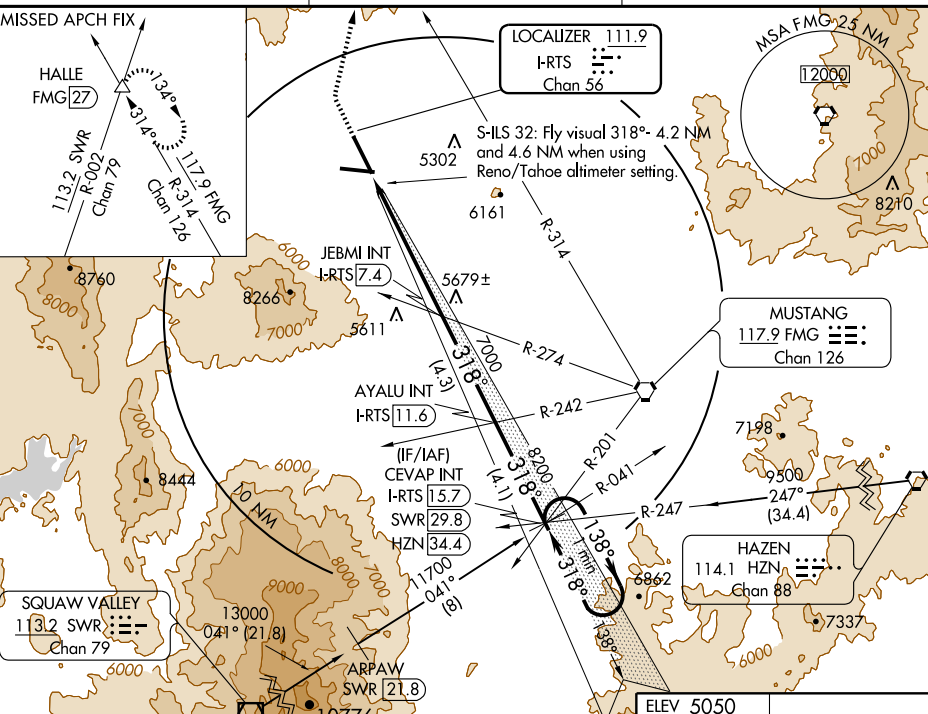 MISSED APCH FIX
HALLE
FMG 27
134°
314°
113.2 SWR
R-002
Chan 79
117.9 FMG
R-314
Chan 126
LOCALIZER 111.9
I-RTS
Chan 56
MSA FMG 25 NM
12000
7000
8210
S-ILS 32: Fly visual 318°- 4.2 NM
and 4.6 NM when using
Reno/Tahoe altimeter setting.
5302
6161
R-314
8760
8000
6000
8266
7000
JEBMI INT
I-RTS 7.4
5679±
5611
7000
318°
(4.3)
R-274
MUSTANG
117.9 FMG
Chan 126
AYALU INT
I-RTS 11.6
R-242
R-201
R-041
8200
318°
(4.1)
(IF/IAF)
CEVAP INT
I-RTS 15.7
SWR 29.8
HZN 34.4
7198
9500
247°
(34.4)
R-247
7000
8444
6000
10 NM
138°
1 min
318°
138°
6862
HAZEN
114.1 HZN
Chan 88
7337
6000
11700
041°
(8)
7000
8000
9000
SQUAW VALLEY
113.2 SWR
Chan 79
13000
041° (21.8)
ARPAW
SWR 21.8
6000
6000
10776
ELEV 5050